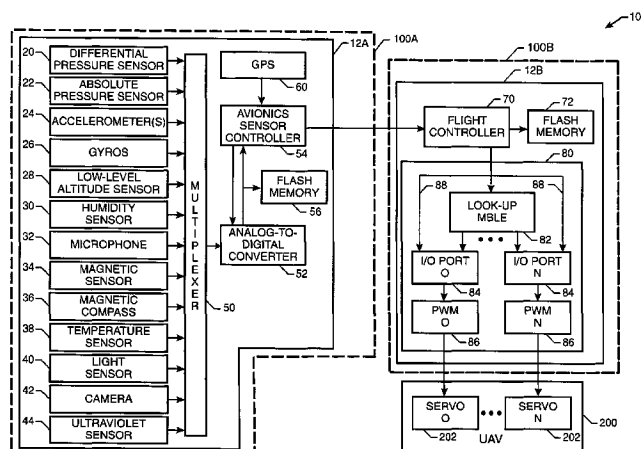 10
20
DIFFERENTIAL
PRESSURE SENSOR
22
ABSOLUTE
PRESSURE SENSOR
24
ACCELEROMETER(S)
26
GYROS
28
LOW-LEVEL
ALTITUDE SENSOR
30
HUMIDITY
SENSOR
32
MICROPHONE
34
MAGNETIC
SENSOR
36
MAGNETIC
COMPASS
38
TEMPERATURE
SENSOR
40
LIGHT
SENSOR
42
CAMERA
44
ULTRAVIOLET
SENSOR
MULTIPLEXER
50
12A
100A
GPS
60
AVIONICS
SENSOR
CONTROLLER
54
FLASH
MEMORY
56
ANALOG-TO-
DIGITAL
CONVERTER
52
100B
12B
70
FLIGHT
CONTROLLER
72
FLASH
MEMORY
80
88
88
LOOK-UP
MBLE
82
I/O PORT
O
84
I/O PORT
N
84
PWM
O
86
PWM
N
86
SERVO
O
202
SERVO
N
202
UAV
200